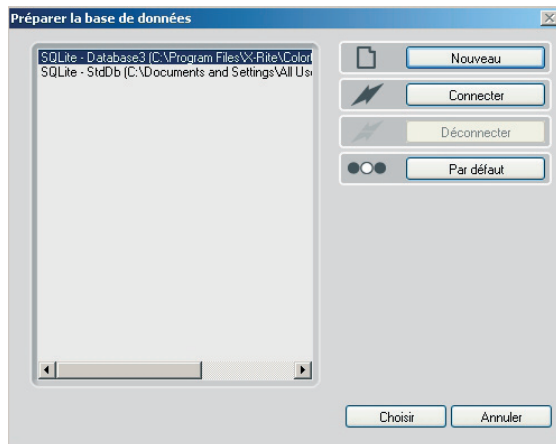 Préparer la base de données
SQLite - Database3 (C:\Program Files\X-Rite\Color
SQLite - StdDb (C:\Documents and Settings\All Us
Nouveau
Connecter
Déconnecter
Par défaut
Choisir
Annuler